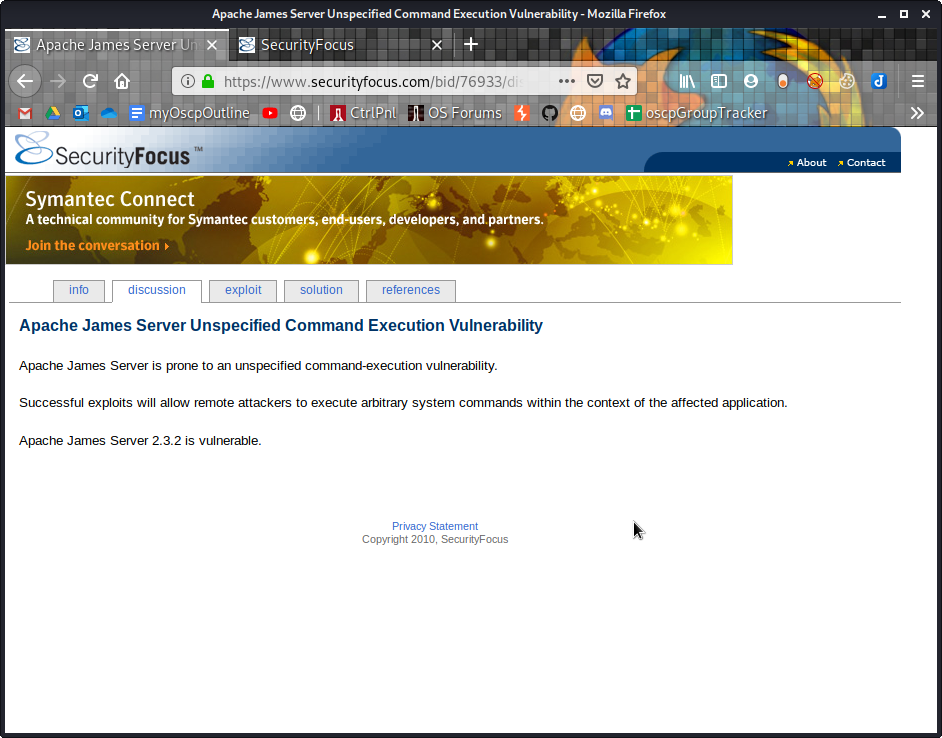 Apache James Server Unspecified Command Execution Vulnerability - Mozilla Firefox
Apache James Server Un
SecurityFocus
https://www.securityfocus.com/bid/76933/di
myOscpOutline
CtrlPnl
OS Forums
oscpGroupTracker
SecurityFocus™
About
Contact
Symantec Connect
A technical community for Symantec customers, end-users, developers, and partners.
Join the conversation
info
discussion
exploit
solution
references
Apache James Server Unspecified Command Execution Vulnerability
Apache James Server is prone to an unspecified command-execution vulnerability.
Successful exploits will allow remote attackers to execute arbitrary system commands within the context of the affected application.
Apache James Server 2.3.2 is vulnerable.
Privacy Statement
Copyright 2010, SecurityFocus